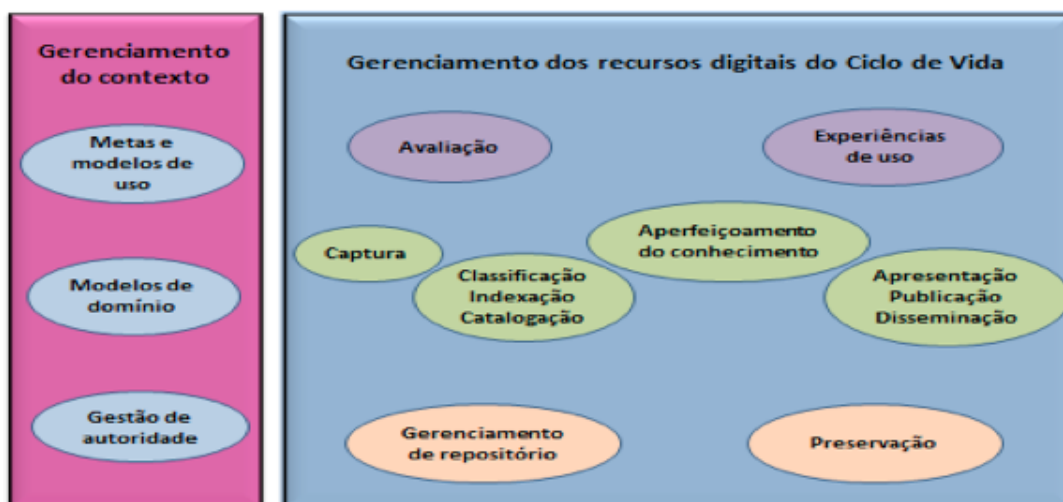 Gerenciamento
do contexto
Metas e
modelos de
uso
Modelos de
domínio
Gestão de
autoridade
Gerenciamento dos recursos digitais do Ciclo de Vida
Avaliação
Experiências
de uso
Captura
Classificação
Indexação
Catalogação
Aperfeiçoamento
do conhecimento
Apresentação
Publicação
Disseminação
Gerenciamento
de repositório
Preservação